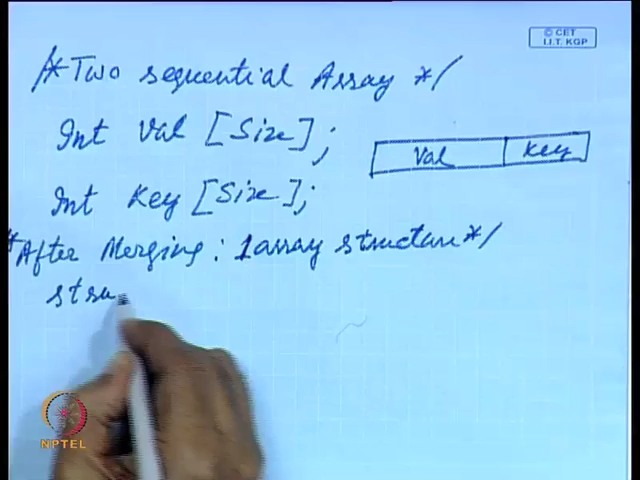 © CET
I.I.T. KGP
/* Two sequential Array */
Int Val [Size];
Val Key
Int Key [Size];
* After Merging : 1 array structure */
stru
NPTEL